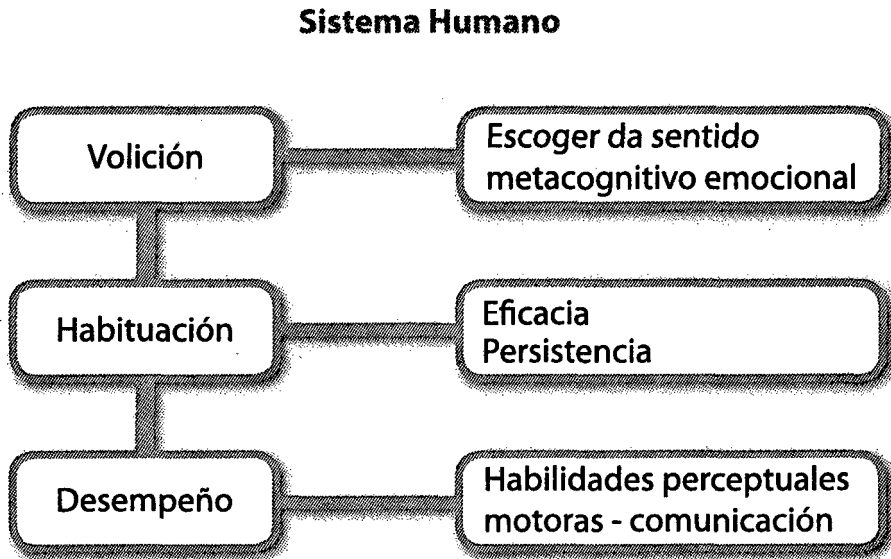 Sistema Humano
Volición
Escoger da sentido
metacognitivo emocional
Habituación
Eficacia
Persistencia
Desempeño
Habilidades perceptuales
motoras - comunicación